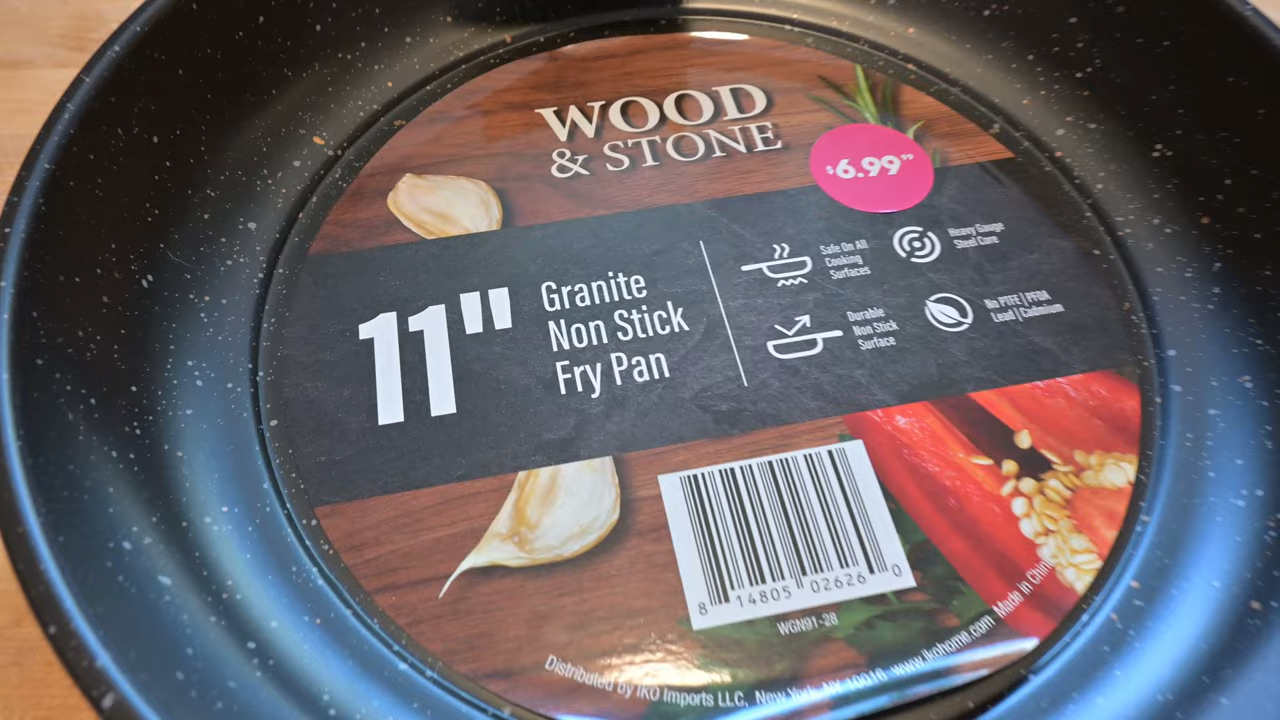 WOOD
& STONE
$6.99
11"
Granite
Non Stick
Fry Pan
Safe On All
Cooking
Surfaces
Heavy Gauge
Steel Core
Durable
Non Stick
Surface
No PTFE | PFOA
Lead | Cadmium
8 14805 02626 0
WGN91-28
Distributed by IKO Imports LLC, New York, NY 10016 www.ikohome.com Made in China